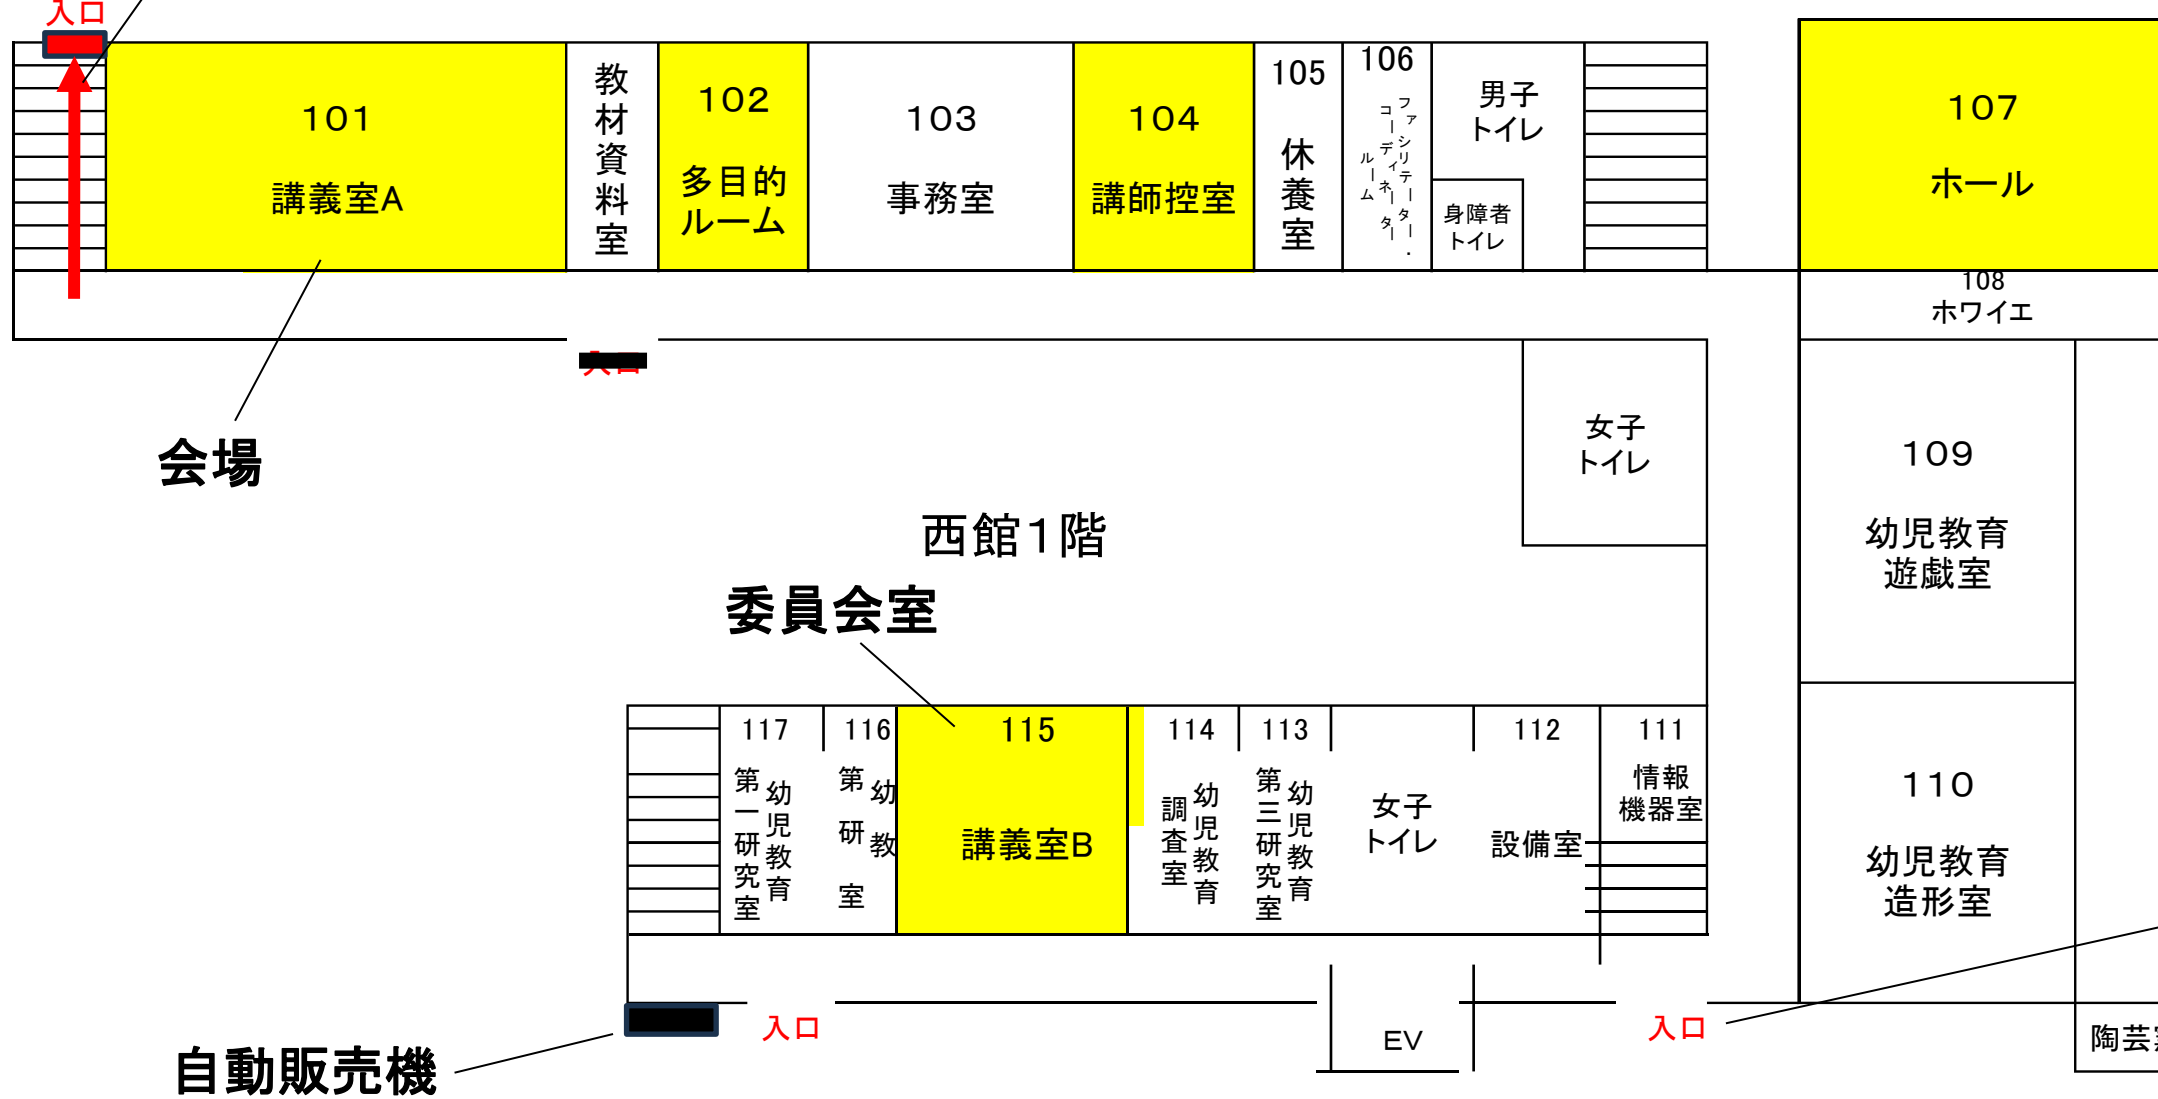 入口
101
講義室A
教材資料室
102
多目的
ルーム
103
事務室
104
講師控室
105
休養室
106
ファシリテーター・
コーディネーター
ルーム
男子
トイレ
身障者
トイレ
107
ホール
108
ホワイエ
入口
会場
女子
トイレ
109
幼児教育
遊戯室
西館1階
委員会室
117
幼児教育
第一研究室
116
幼教
第研室
115
講義室B
114
幼児教育
調査室
113
幼児教育
第三研究室
女子
トイレ
112
設備室
111
情報
機器室
110
幼児教育
造形室
入口
EV
入口
陶芸
自動販売機